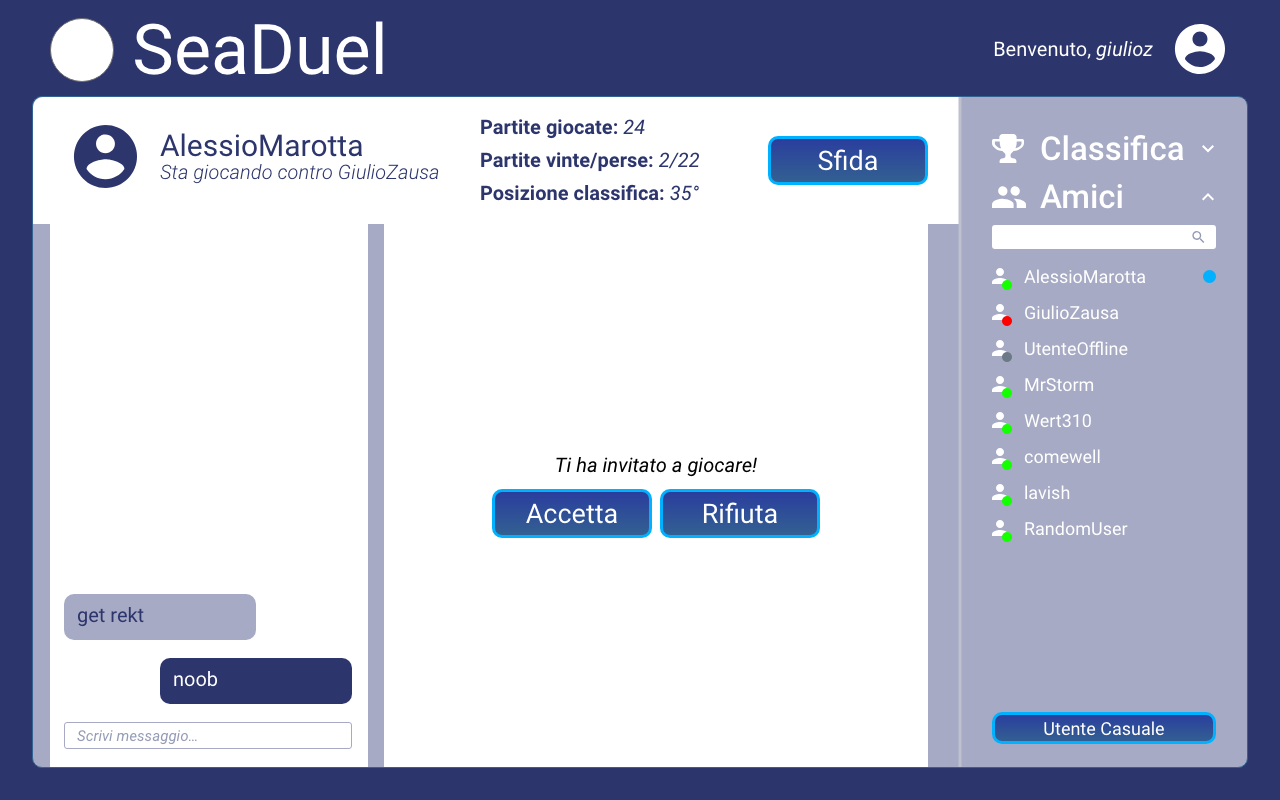 SeaDuel
Benvenuto, giulioz
AlessioMarotta
Sta giocando contro GiulioZausa
Partite giocate: 24
Partite vinte/perse: 2/22
Posizione classifica: 35°
Sfida
get rekt
noob
Scrivi messaggio...
Ti ha invitato a giocare!
Accetta
Rifiuta
Classifica
Amici
AlessioMarotta
GiulioZausa
UtenteOffline
MrStorm
Wert310
comewell
lavish
RandomUser
Utente Casuale